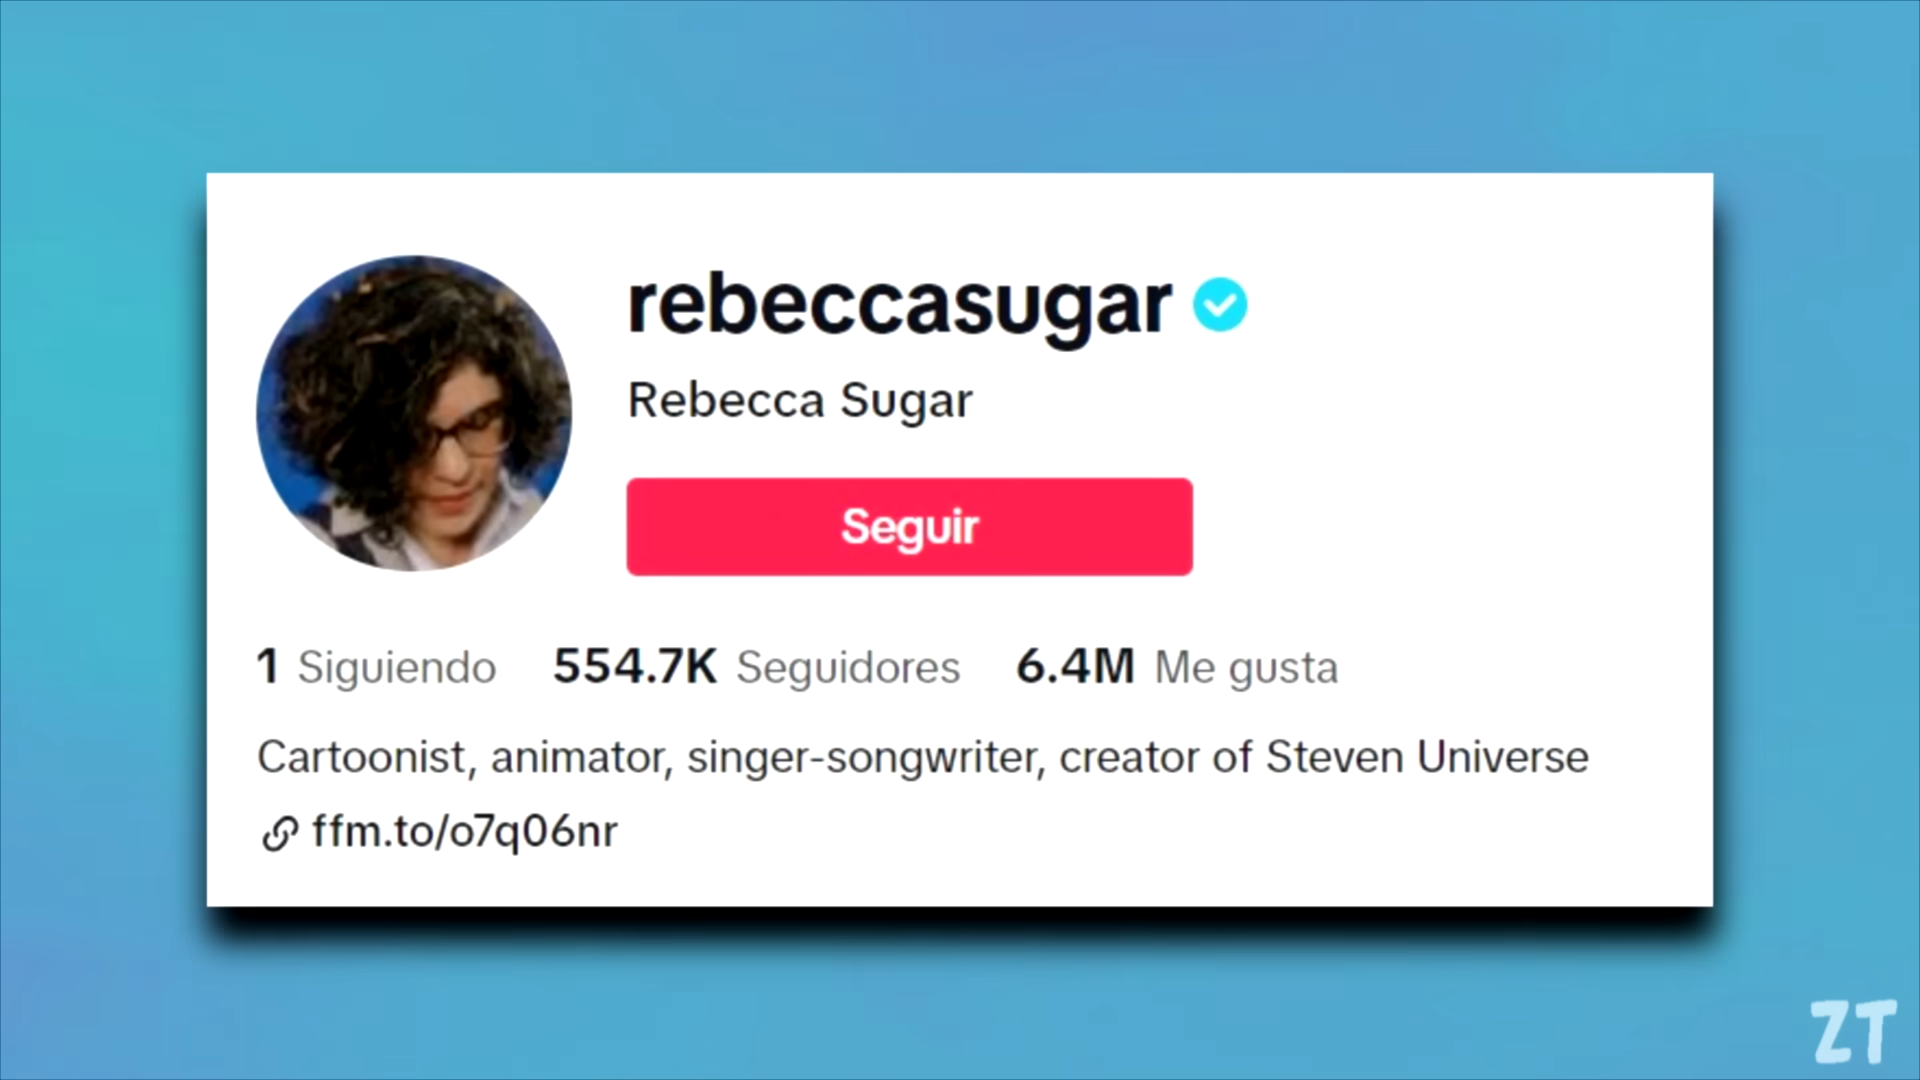 rebeccasugar
Rebecca Sugar
Seguir
1 Siguiendo 554.7K Seguidores 6.4M Me gusta
Cartoonist, animator, singer-songwriter, creator of Steven Universe
ffm.to/o7q06nr
ZT